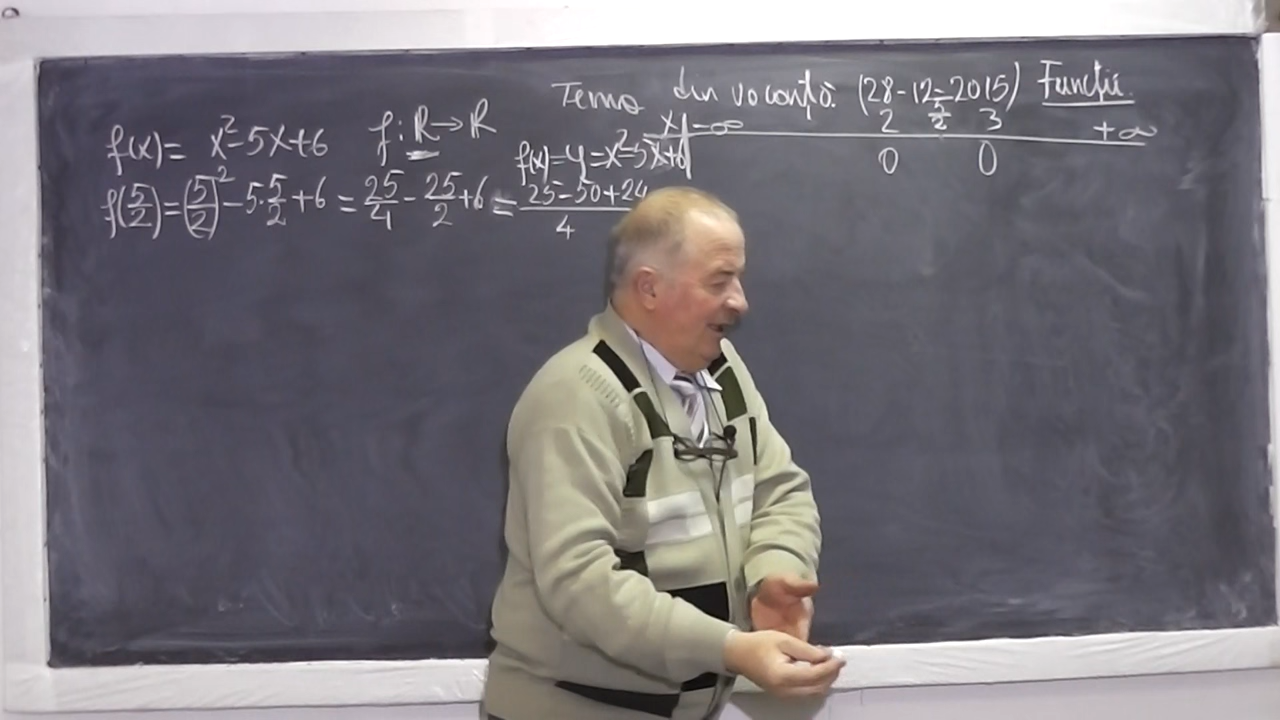 Tema din vacanță (28-12-2015) Funcții.
f(x)= x²-5x+6 f:R→R
x -∞ 2 5/2 3 +∞
f(x)=y=x²-5x+6 0 0
f(5/2)=(5/2)²-5·5/2+6=25/4-25/2+6=25-50+24/4